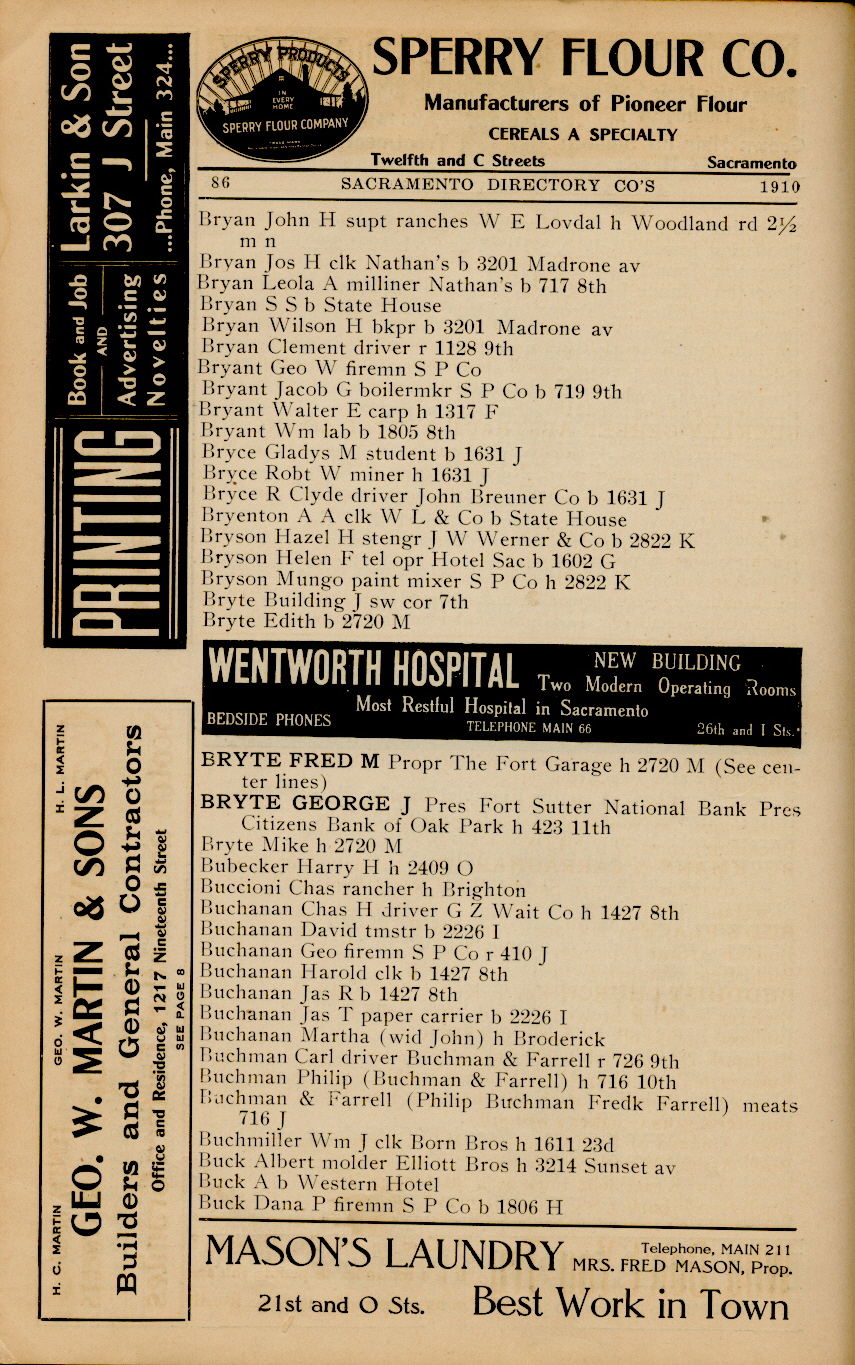 SPERRY PRODUCTS
IN
EVERY
HOME
SPERRY FLOUR COMPANY
TRADE MARK
SPERRY FLOUR CO.
Manufacturers of Pioneer Flour
CEREALS A SPECIALTY
Twelfth and C Streets Sacramento
86 SACRAMENTO DIRECTORY CO'S 1910
Bryan John H supt ranches W E Lovdal h Woodland rd 2½
m n
Bryan Jos H clk Nathan's b 3201 Madrone av
Bryan Leola A milliner Nathan's b 717 8th
Bryan S S b State House
Bryan Wilson H bkpr b 3201 Madrone av
Bryan Clement driver r 1128 9th
Bryant Geo W firemn S P Co
Bryant Jacob G boilermkr S P Co b 719 9th
Bryant Walter E carp h 1317 F
Bryant Wm lab b 1805 8th
Bryce Gladys M student b 1631 J
Bryce Robt W miner h 1631 J
Bryce R Clyde driver John Breuner Co b 1631 J
Bryenton A A clk W L & Co b State House
Bryson Hazel H stengr J W Werner & Co b 2822 K
Bryson Helen F tel opr Hotel Sac b 1602 G
Bryson Mungo paint mixer S P Co h 2822 K
Bryte Building J sw cor 7th
Bryte Edith b 2720 M
WENTWORTH HOSPITAL
NEW BUILDING
Two Modern Operating Rooms
Most Restful Hospital in Sacramento
BEDSIDE PHONES TELEPHONE MAIN 66 26th and I Sts.
BRYTE FRED M Propr The Fort Garage h 2720 M (See cen-
ter lines)
BRYTE GEORGE J Pres Fort Sutter National Bank Pres
Citizens Bank of Oak Park h 423 11th
Bryte Mike h 2720 M
Bubecker Harry H h 2409 O
Buccioni Chas rancher h Brighton
Buchanan Chas H driver G Z Wait Co h 1427 8th
Buchanan David tmstr b 2226 I
Buchanan Geo firemn S P Co r 410 J
Buchanan Harold clk b 1427 8th
Buchanan Jas R b 1427 8th
Buchanan Jas T paper carrier b 2226 I
Buchanan Martha (wid John) h Broderick
Buchman Carl driver Buchman & Farrell r 726 9th
Buchman Philip (Buchman & Farrell) h 716 10th
Buchman & Farrell (Philip Buchman Fredk Farrell) meats
716 J
Buchmiller Wm J clk Born Bros h 1611 23d
Buck Albert molder Elliott Bros h 3214 Sunset av
Buck A b Western Hotel
Buck Dana P firemn S P Co b 1806 H
MASON'S LAUNDRY
Telephone, MAIN 211
MRS. FRED MASON, Prop.
21st and O Sts. Best Work in Town
PRINTING
Book and Job
AND
Advertising
Novelties
Larkin & Son
307 J Street
...Phone, Main 324...
H. C. MARTIN GEO. W. MARTIN H. L. MARTIN
GEO. W. MARTIN & SONS
Builders and General Contractors
Office and Residence, 1217 Nineteenth Street
SEE PAGE 8